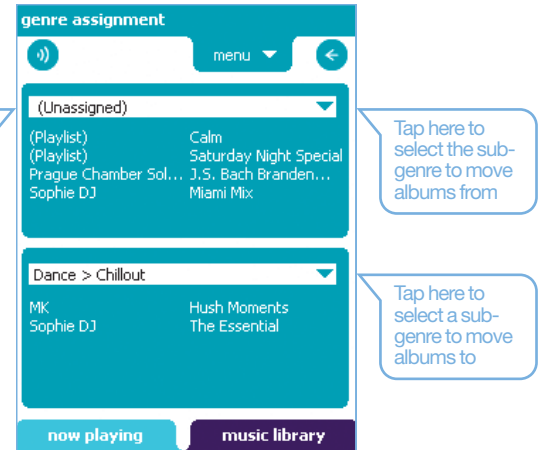 genre assignment
menu
(Unassigned)
(Playlist) Calm
(Playlist) Saturday Night Special
Prague Chamber Sol... J.S. Bach Branden...
Sophie DJ Miami Mix
Tap here to
select the sub-
genre to move
albums from
Dance > Chillout
MK Hush Moments
Sophie DJ The Essential
Tap here to
select a sub-
genre to move
albums to
now playing music library